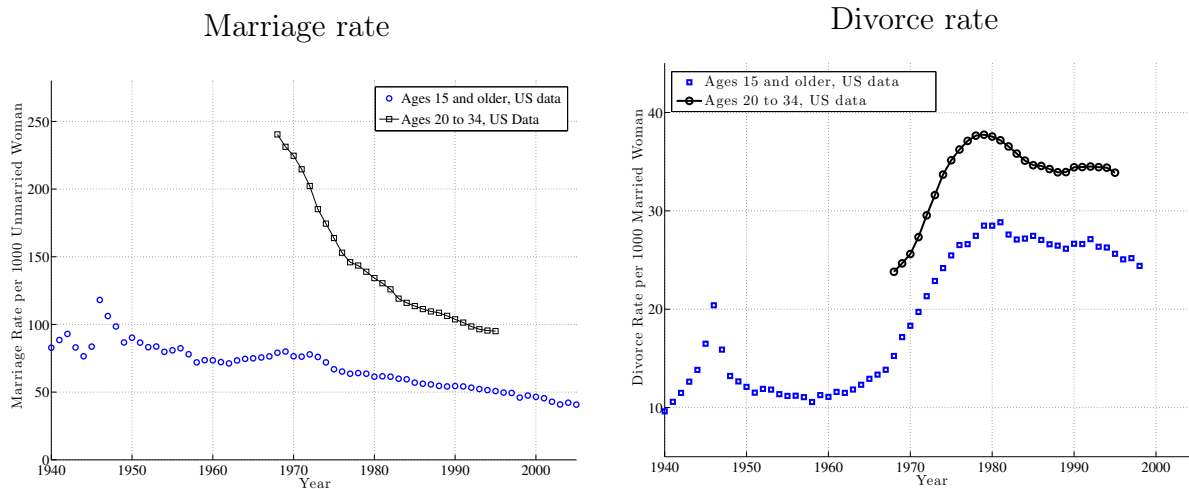 Marriage rate
Ages 15 and older, US data
Ages 20 to 34, US Data
Marriage Rate per 1000 Unmarried Woman
250
200
150
100
50
0
1940 1950 1960 1970 1980 1990 2000
Year
Divorce rate
Ages 15 and older, US data
Ages 20 to 34, US data
Divorce Rate per 1000 Married Woman
40
30
20
10
1940 1950 1960 1970 1980 1990 2000
Year